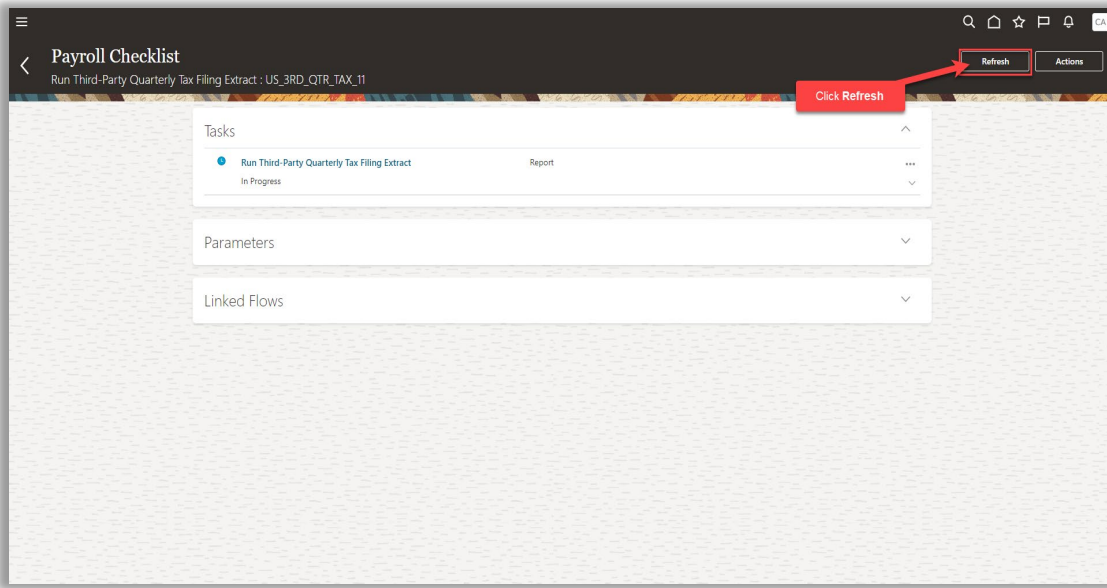 CA
Payroll Checklist
Run Third-Party Quarterly Tax Filing Extract : US_3RD_QTR_TAX_11
Refresh
Actions
Click Refresh
Tasks
Run Third-Party Quarterly Tax Filing Extract
Report
In Progress
Parameters
Linked Flows